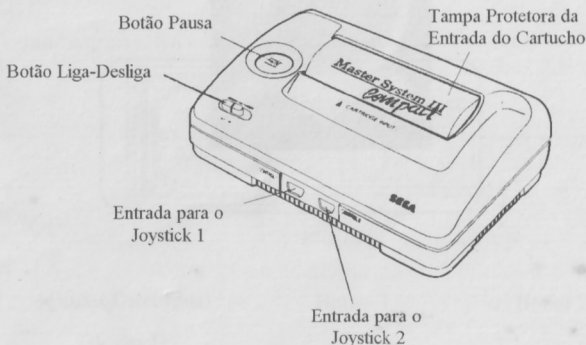 Botão Pausa
Tampa Protetora da
Entrada do Cartucho
Botão Liga-Desliga
Master System III
Compact
CARTRIDGE INPUT
SEGA
Entrada para o
Joystick 1
Entrada para o
Joystick 2